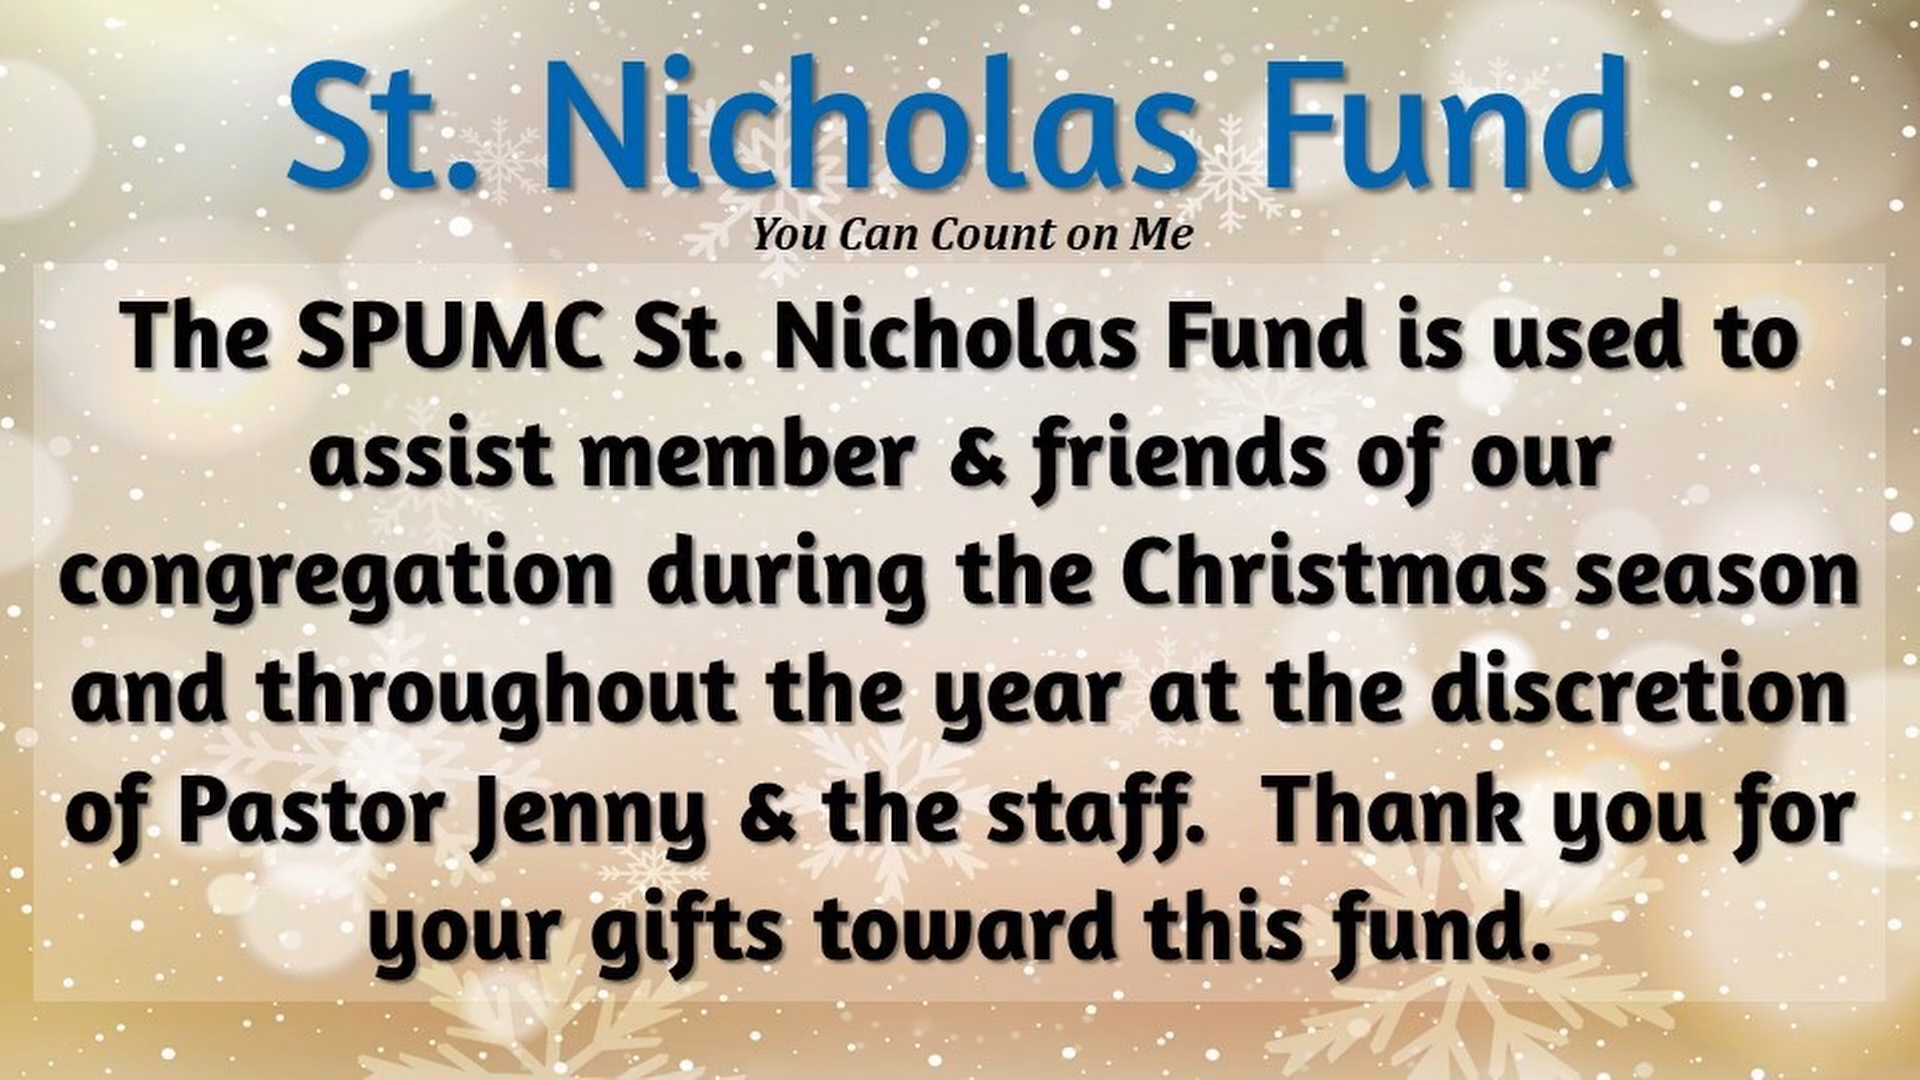 St. Nicholas Fund
You Can Count on Me
The SPUMC St. Nicholas Fund is used to
assist member & friends of our
congregation during the Christmas season
and throughout the year at the discretion
of Pastor Jenny & the staff.  Thank you for
your gifts toward this fund.